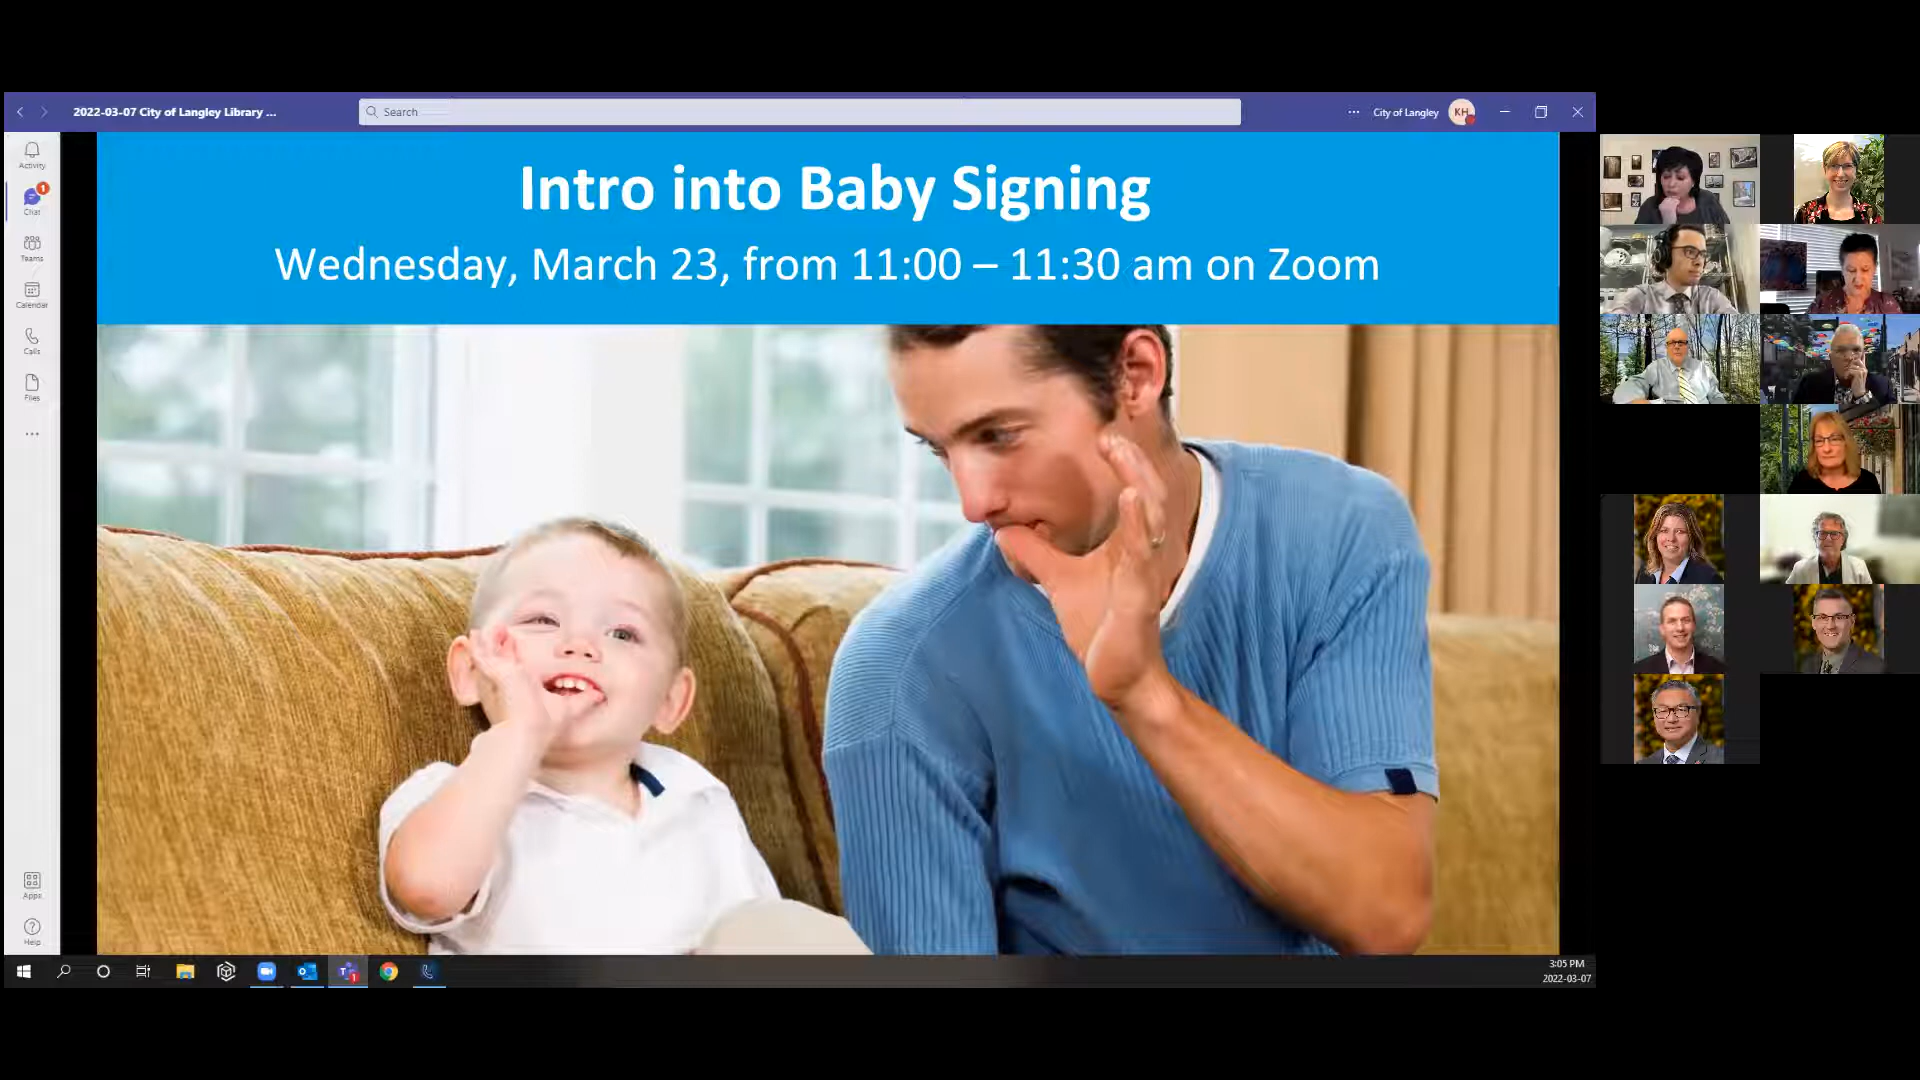 2022-03-07 City of Langley Library ...
Search
City of Langley
KH
Activity
1
Chat
Teams
Calendar
Calls
Files
Apps
Help
Intro into Baby Signing
Wednesday, March 23, from 11:00 – 11:30 am on Zoom
1
3:05 PM
2022-03-07